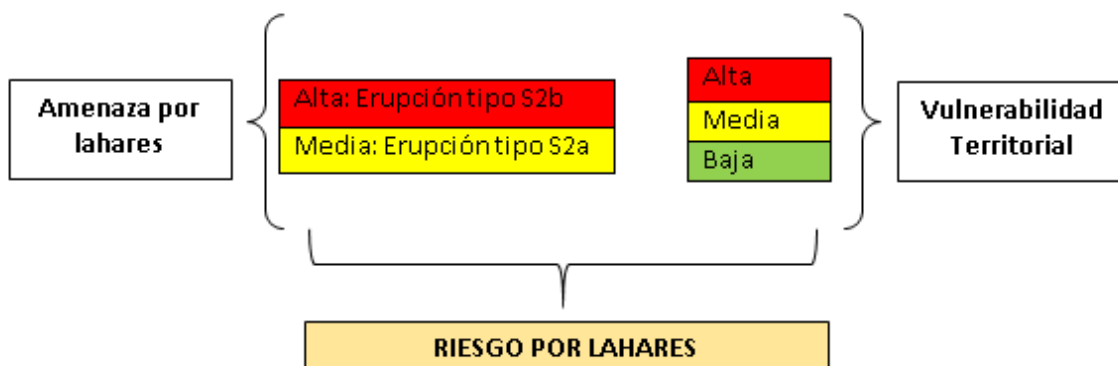 Amenaza por
lahares
Alta: Erupción tipo S2b
Media: Erupción tipo S2a
Alta
Media
Baja
Vulnerabilidad
Territorial
RIESGO POR LAHARES